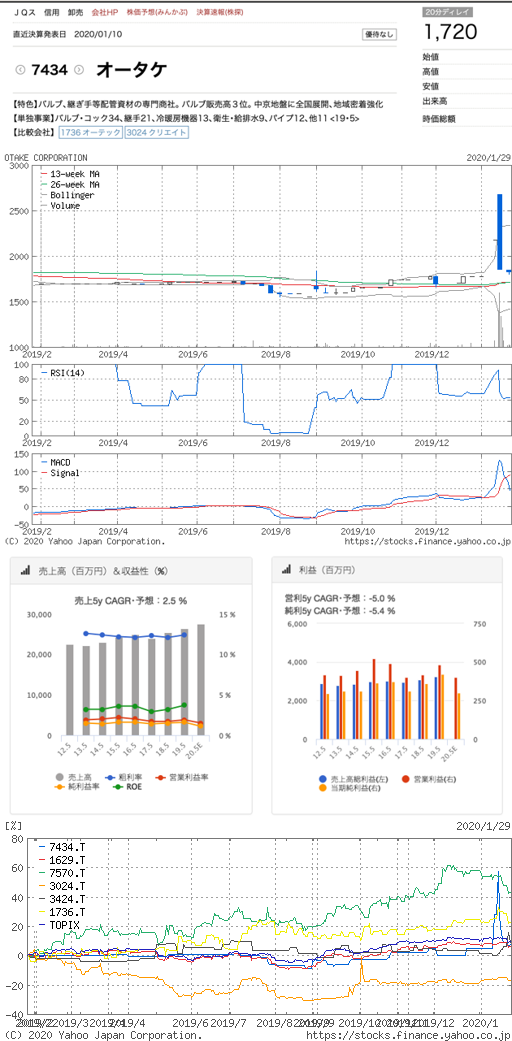 JQス 信用 卸売 会社HP 株価予想(みんかぶ) 決算速報(株探)
直近決算発表日 2020/01/10
優待なし
20分ディレイ
1,720
7434 オータケ
始値
高値
安値
出来高
時価総額
【特色】バルブ、継ぎ手等配管資材の専門商社。バルブ販売高3位。中京地盤に全国展開、地域密着強化
【単独事業】バルブ・コック34、継手21、冷暖房機器13、衛生・給排水9、パイプ12、他11 <19・5>
【比較会社】 1736 オーテック 3024 クリエイト
OTAKE CORPORATION 2020/1/29
3000
2500
2000
1500
1000
13-week MA
26-week MA
Bollinger
Volume
2019/2 2019/4 2019/6 2019/8 2019/10 2019/12
100
80
60
40
20
0
RSI(14)
2019/2 2019/4 2019/6 2019/8 2019/10 2019/12
150
100
50
0
-50
MACD
Signal
2019/2 2019/4 2019/6 2019/8 2019/10 2019/12
(C) 2020 Yahoo Japan Corporation. https://stocks.finance.yahoo.co.jp
売上高（百万円）＆収益性（%）
売上5y CAGR・予想： 2.5 %
30,000
20,000
10,000
0
15 %
10 %
5 %
0 %
12.5 13.5 14.5 15.5 16.5 17.5 18.5 19.5 20.5E
売上高 粗利率 営業利益率
純利益率 ROE
利益（百万円）
営利5y CAGR・予想： -5.0 %
純利5y CAGR・予想： -5.4 %
6,000
4,000
2,000
0
750
500
250
0
12.5 13.5 14.5 15.5 16.5 17.5 18.5 19.5 20.5E
売上高総利益(左) 営業利益(右)
当期純利益(右)
[%] 2020/1/29
80
60
40
20
0
-20
-40
7434.T
1629.T
7570.T
3024.T
3424.T
1736.T
TOPIX
2019/3 2019/4 2019/6 2019/7 2019/8 2019/9 2019/10 2019/11 2019/12 2020/1
(C) 2020 Yahoo Japan Corporation. https://stocks.finance.yahoo.co.jp